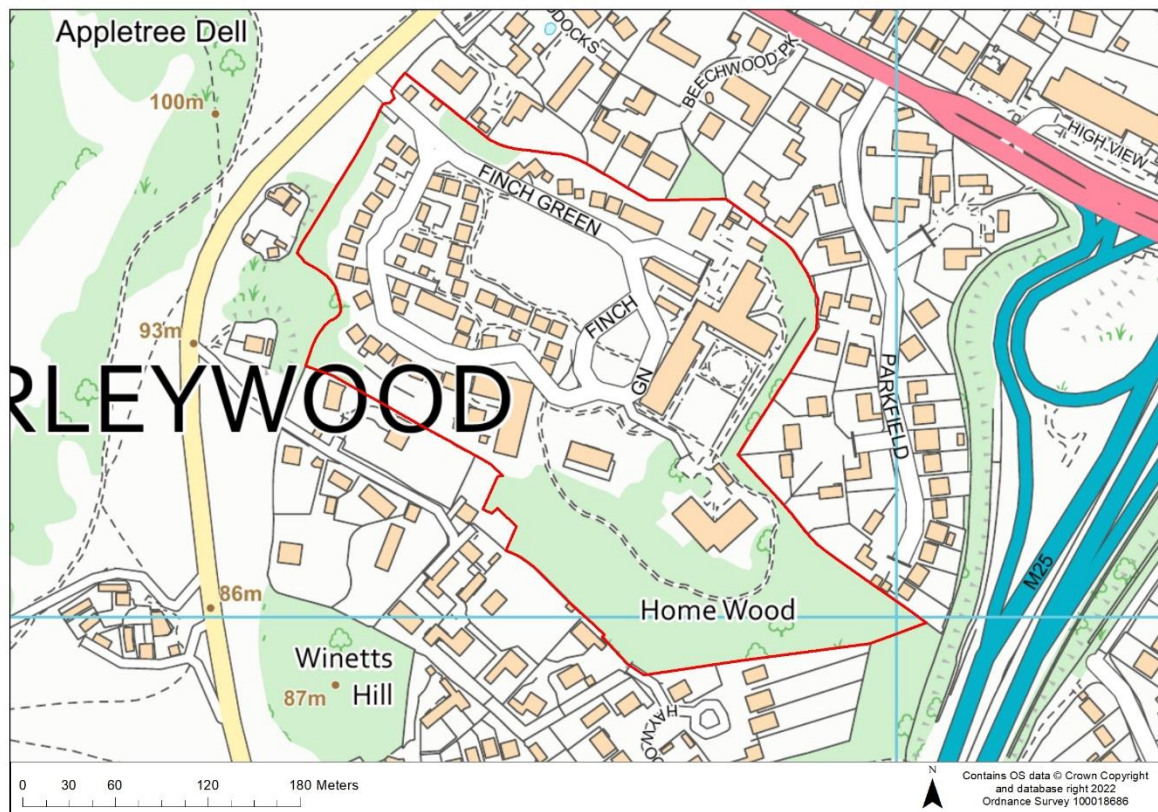 Appletree Dell
DOCKS
BEECHWOOD PK
100m
HIGH VIEW
FINCH GREEN
93m
FINCH
GN
PARKFIELD
RLEYWOOD
M25
86m
Home Wood
Winetts
Hill
87m
HAYWOO
0 30 60 120 180 Meters
N
Contains OS data © Crown Copyright
and database right 2022
Ordnance Survey 100018686